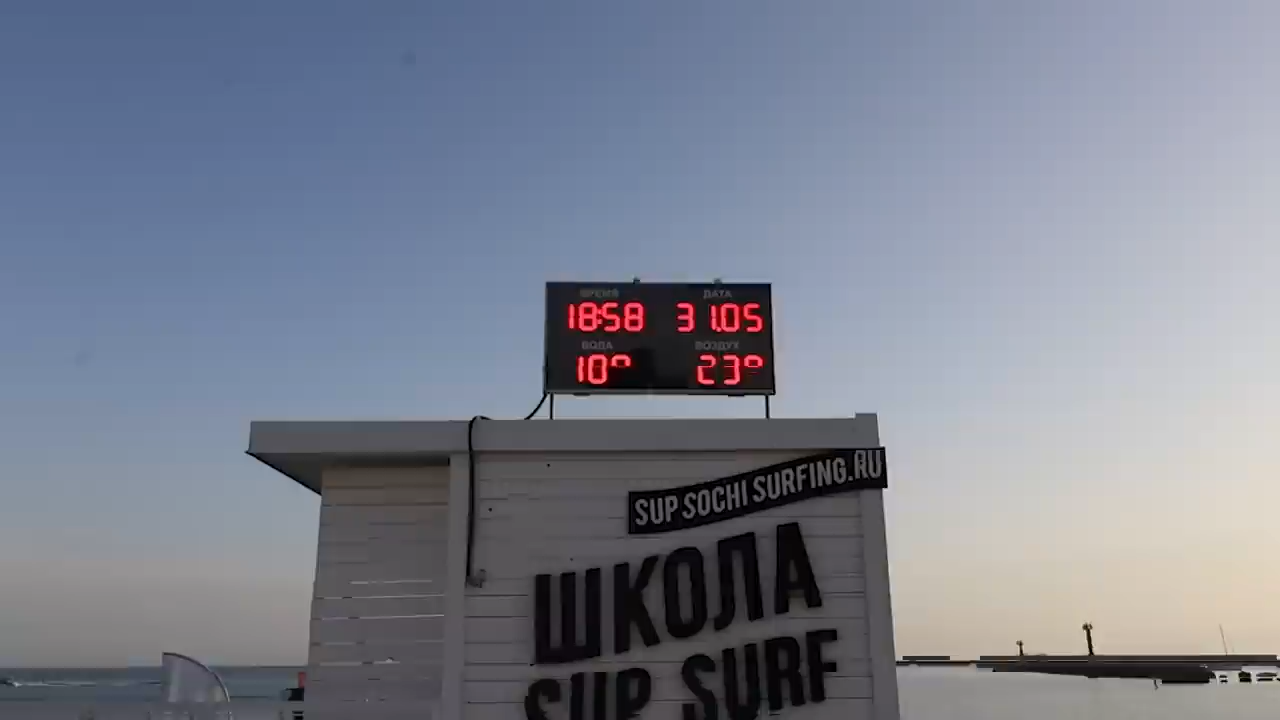 ВРЕМЯ ДАТА
18:58 31.05
ВОДА ВОЗДУХ
10° 23°
SUP SOCHI SURFING.RU
ШКОЛА
SUP SURF